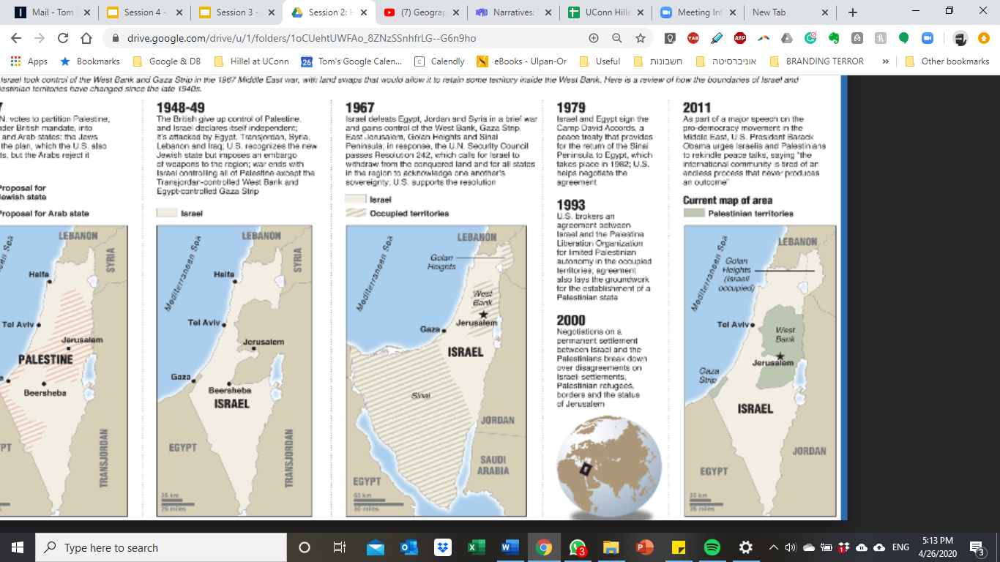 Mail - Tom
Session 4 -
Session 3 -
Session 2: H
(7) Geograp
Narratives:
UConn Hille
Meeting Inf
New Tab
drive.google.com/drive/u/1/folders/1oCUehtUWFAo_8ZNzSSnhfrLG--G6n9ho
YAB
ABP
Apps
Bookmarks
Google & DB
Hillel at UConn
26 Tom's Google Calen...
C Calendly
eBooks - Ulpan-Or
Useful
חשבונות
אוניברסיטה
BRANDING TERROR
»
Other bookmarks
Israel took control of the West Bank and Gaza Strip in the 1967 Middle East war, with land swaps that would allow it to retain some territory inside the West Bank. Here is a review of how the boundaries of Israel and
estinian territories have changed since the late 1940s.
7
N. votes to partition Palestine,
der British mandate, into
and Arab states; the Jews
the plan, which the U.S. also
ts, but the Arabs reject it
Proposal for
ewish state
Proposal for Arab state
LEBANON
SYRIA
an Sea
Haifa
Tel Aviv
Jerusalem
PALESTINE
a
Beersheba
PT
TRANSJORDAN
1948-49
The British give up control of Palestine,
and Israel declares itself independent;
it's attacked by Egypt, Transjordan, Syria,
Lebanon and Iraq; U.S. recognizes the new
Jewish state but imposes an embargo
of weapons to the region; war ends with
Israel controlling all of Palestine except the
Transjordan-controlled West Bank and
Egypt-controlled Gaza Strip
Israel
LEBANON
SYRIA
Mediterranean Sea
Haifa
Tel Aviv
Jerusalem
Gaza
Beersheba
ISRAEL
EGYPT
TRANSJORDAN
25 km
25 miles
1967
Israel defeats Egypt, Jordan and Syria in a brief war
and gains control of the West Bank, Gaza Strip,
East Jerusalem, Golan Heights and Sinai
Peninsula; in response, the U.N. Security Council
passes Resolution 242, which calls for Israel to
withdraw from the conquered land and for all states
in the region to acknowledge one another's
sovereignty; U.S. supports the resolution
Israel
Occupied territories
LEBANON
Golan
Heights
Mediterranean Sea
West
Bank
Jerusalem
Gaza
ISRAEL
Sinai
JORDAN
SAUDI
ARABIA
EGYPT
50 km
50 miles
1979
Israel and Egypt sign the
Camp David Accords, a
peace treaty that provides
for the return of the Sinai
Peninsula to Egypt, which
takes place in 1982; U.S.
helps negotiate the
agreement
1993
U.S. brokers an
agreement between
Israel and the Palestine
Liberation Organization
for limited Palestinian
autonomy in the occupied
territories; agreement
also lays the groundwork
for the establishment of a
Palestinian state
2000
Negotiations on a
permanent settlement
between Israel and the
Palestinians break down
over disagreements on
Israeli settlements,
Palestinian refugees,
borders and the status
of Jerusalem
2011
As part of a major speech on the
pro-democracy movement in the
Middle East, U.S. President Barack
Obama urges Israelis and Palestinians
to rekindle peace talks, saying "the
international community is tired of an
endless process that never produces
an outcome"
Current map of area
Palestinian territories
LEBANON
Golan
Heights
(Israeli
occupied)
Mediterranean Sea
Tel Aviv
West
Bank
Jerusalem
Gaza
Strip
ISRAEL
JORDAN
EGYPT
25 km
25 miles
Type here to search
3
1
ENG
5:13 PM
4/26/2020
3